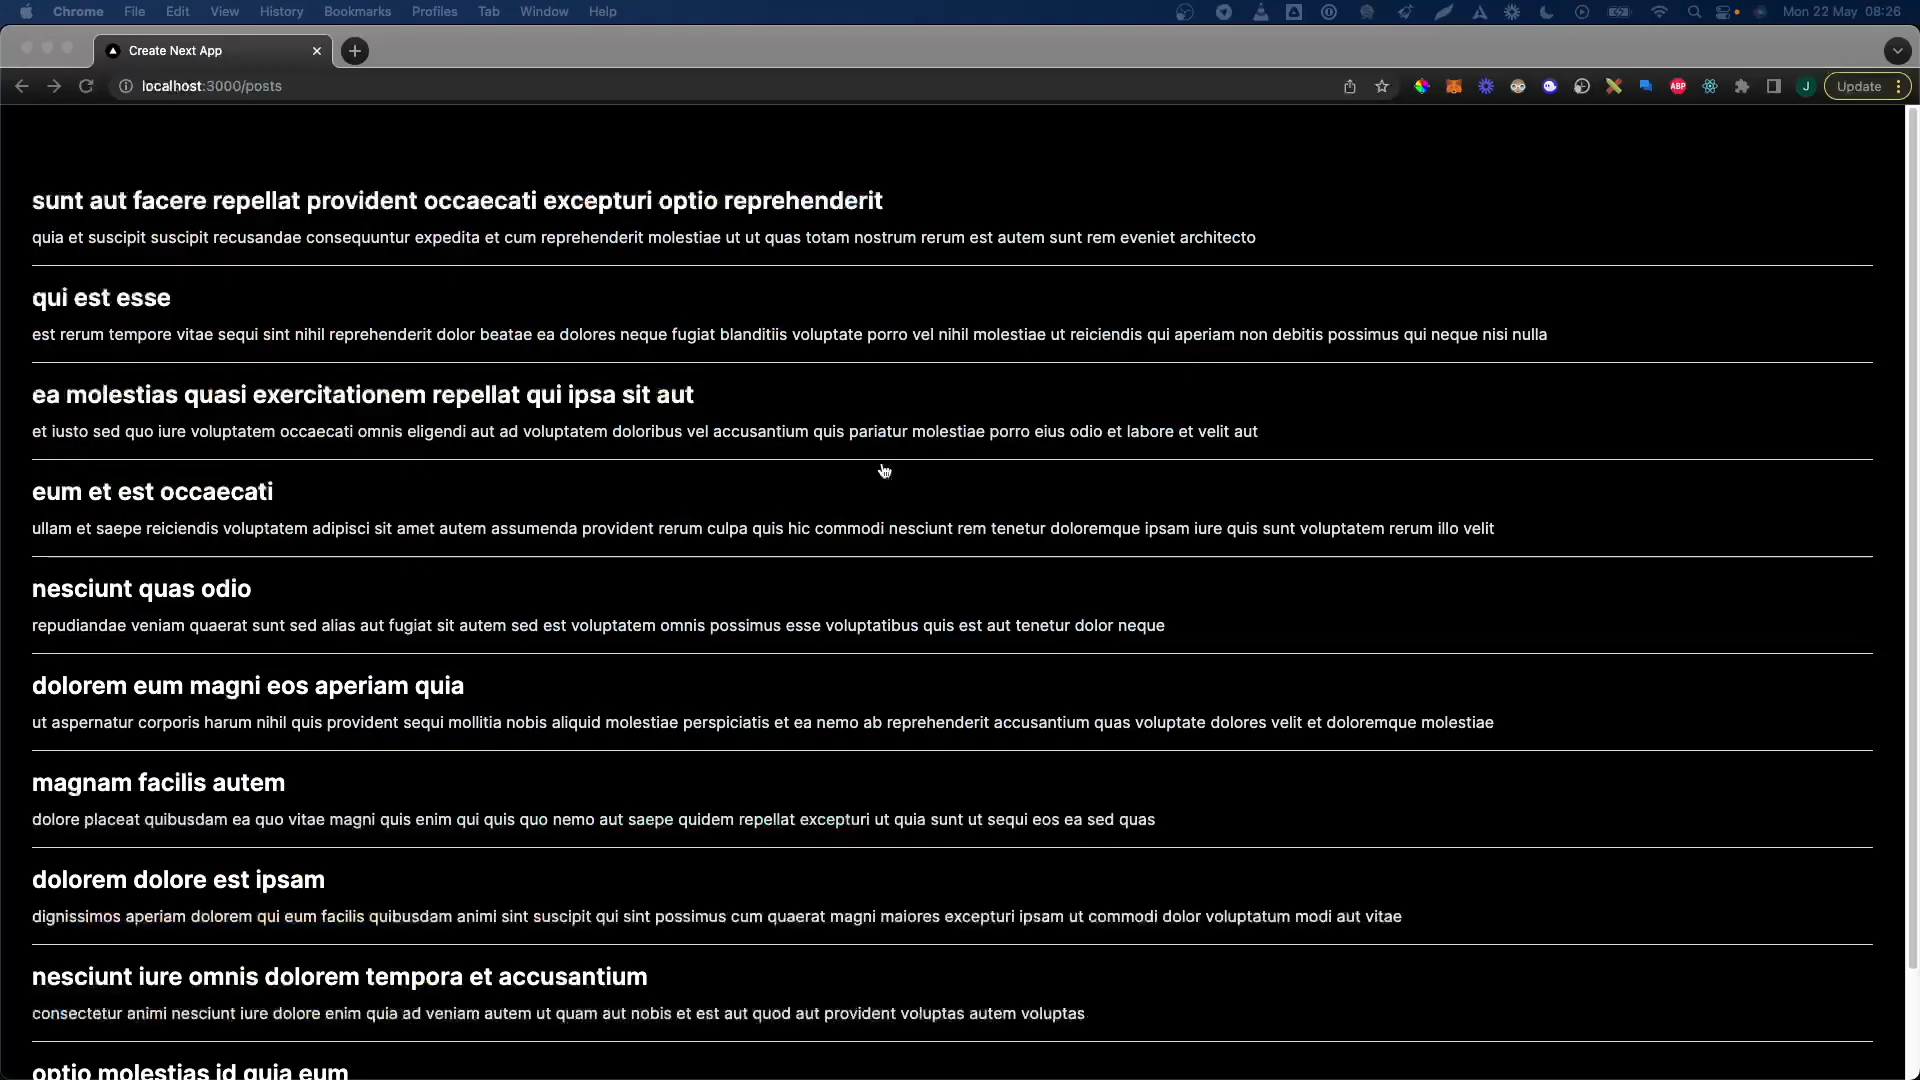 Chrome File Edit View History Bookmarks Profiles Tab Window Help Mon 22 May 08:26
Create Next App
localhost:3000/posts ABP J Update
sunt aut facere repellat provident occaecati excepturi optio reprehenderit
quia et suscipit suscipit recusandae consequuntur expedita et cum reprehenderit molestiae ut ut quas totam nostrum rerum est autem sunt rem eveniet architecto
qui est esse
est rerum tempore vitae sequi sint nihil reprehenderit dolor beatae ea dolores neque fugiat blanditiis voluptate porro vel nihil molestiae ut reiciendis qui aperiam non debitis possimus qui neque nisi nulla
ea molestias quasi exercitationem repellat qui ipsa sit aut
et iusto sed quo iure voluptatem occaecati omnis eligendi aut ad voluptatem doloribus vel accusantium quis pariatur molestiae porro eius odio et labore et velit aut
eum et est occaecati
ullam et saepe reiciendis voluptatem adipisci sit amet autem assumenda provident rerum culpa quis hic commodi nesciunt rem tenetur doloremque ipsam iure quis sunt voluptatem rerum illo velit
nesciunt quas odio
repudiandae veniam quaerat sunt sed alias aut fugiat sit autem sed est voluptatem omnis possimus esse voluptatibus quis est aut tenetur dolor neque
dolorem eum magni eos aperiam quia
ut aspernatur corporis harum nihil quis provident sequi mollitia nobis aliquid molestiae perspiciatis et ea nemo ab reprehenderit accusantium quas voluptate dolores velit et doloremque molestiae
magnam facilis autem
dolore placeat quibusdam ea quo vitae magni quis enim qui quis quo nemo aut saepe quidem repellat excepturi ut quia sunt ut sequi eos ea sed quas
dolorem dolore est ipsam
dignissimos aperiam dolorem qui eum facilis quibusdam animi sint suscipit qui sint possimus cum quaerat magni maiores excepturi ipsam ut commodi dolor voluptatum modi aut vitae
nesciunt iure omnis dolorem tempora et accusantium
consectetur animi nesciunt iure dolore enim quia ad veniam autem ut quam aut nobis et est aut quod aut provident voluptas autem voluptas
optio molestias id quia eum